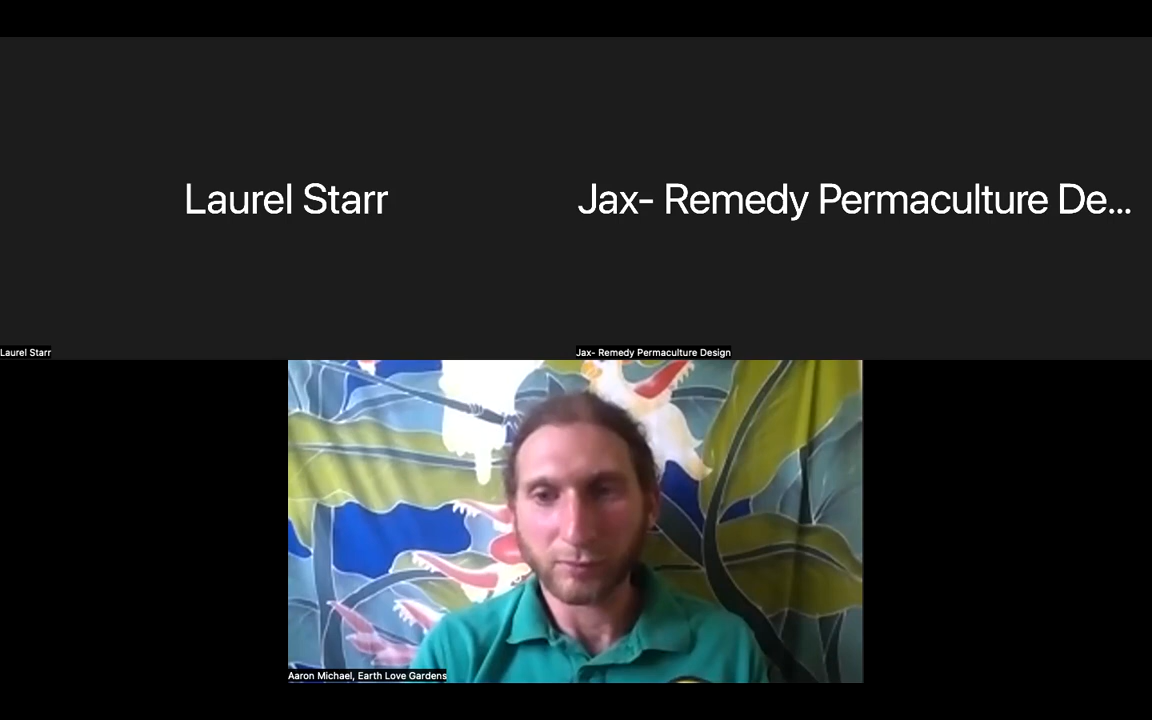 Laurel Starr
Jax- Remedy Permaculture De...
Laurel Starr
Jax- Remedy Permaculture Design
Aaron Michael, Earth Love Gardens